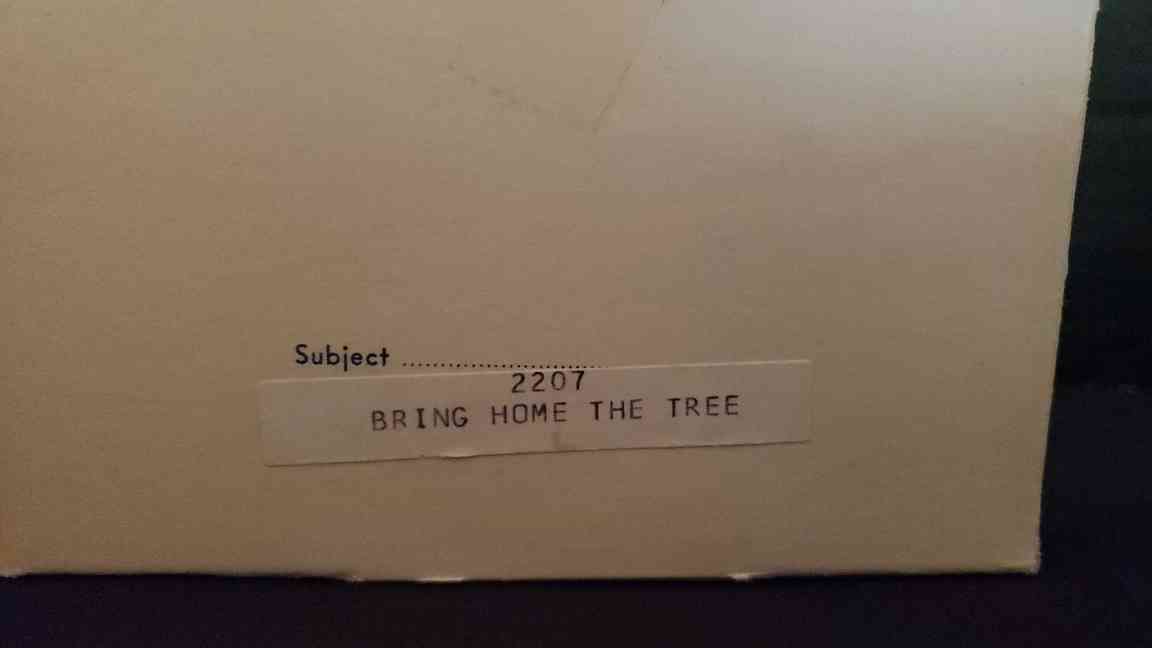 Subject ........................
2207
BRING HOME THE TREE